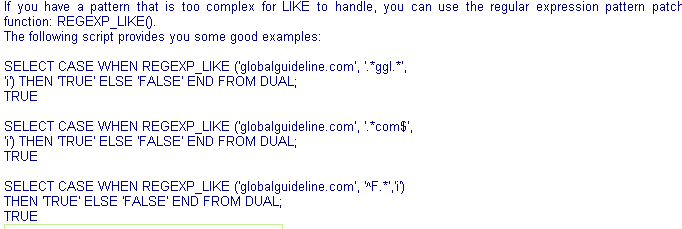 If you have a pattern that is too complex for LIKE to handle, you can use the regular expression pattern patch
function: REGEXP_LIKE().
The following script provides you some good examples:
SELECT CASE WHEN REGEXP_LIKE ('globalguideline.com', '.*ggl.*',
'i') THEN 'TRUE' ELSE 'FALSE' END FROM DUAL;
TRUE
SELECT CASE WHEN REGEXP_LIKE ('globalguideline.com', '.*com$',
'i') THEN 'TRUE' ELSE 'FALSE' END FROM DUAL;
TRUE
SELECT CASE WHEN REGEXP_LIKE ('globalguideline.com', '^F.*','i')
THEN 'TRUE' ELSE 'FALSE' END FROM DUAL;
TRUE